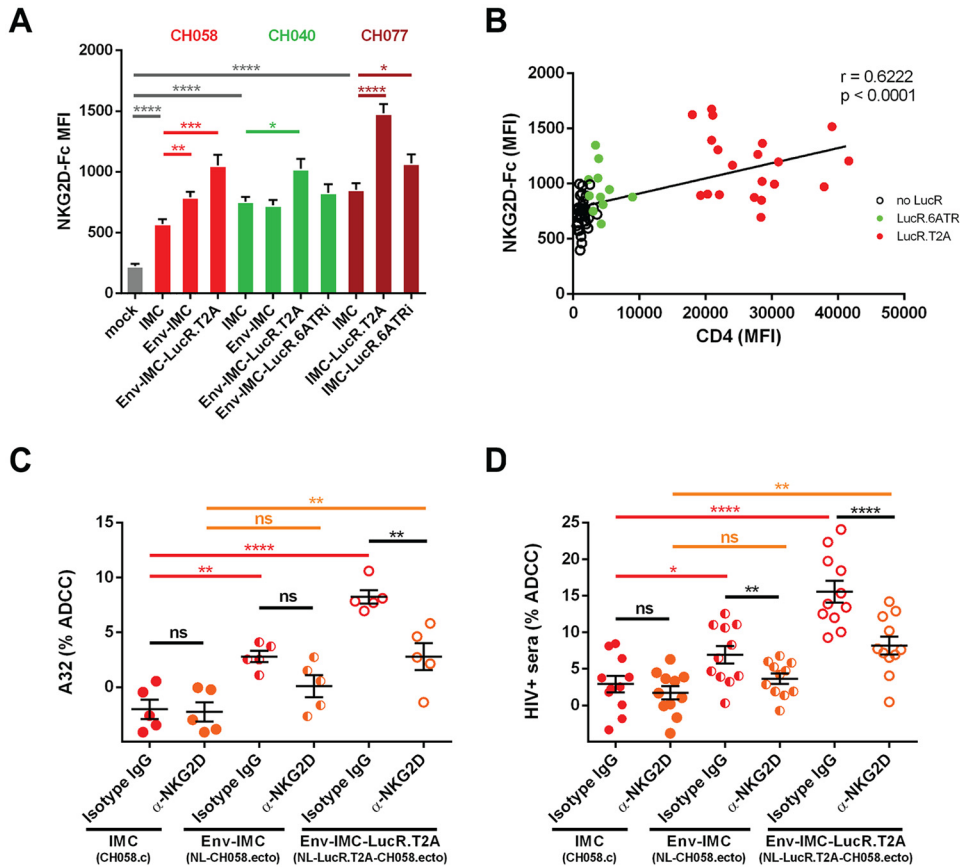 A
CH058 CH040 CH077
NKG2D-Fc MFI
2000
1500
1000
500
0
**** **** **** ** *** * **** *
mock
IMC
Env-IMC
Env-IMC-LucR.T2A
IMC
Env-IMC
Env-IMC-LucR.T2A
Env-IMC-LucR.6ATRi
IMC
IMC-LucR.T2A
IMC-LucR.6ATRi
B
NKG2D-Fc (MFI)
2000
1500
1000
500
0
r = 0.6222
p < 0.0001
no LucR
LucR.6ATR
LucR.T2A
0 10000 20000 30000 40000 50000
CD4 (MFI)
C
A32 (% ADCC)
15
10
5
0
**
ns
****
**
**
ns
ns
Isotype IgG
α-NKG2D
Isotype IgG
α-NKG2D
Isotype IgG
α-NKG2D
IMC Env-IMC Env-IMC-LucR.T2A
(CH058.c) (NL-CH058.ecto) (NL-LucR.T2A-CH058.ecto)
D
HIV+ sera (% ADCC)
25
20
15
10
5
0
**
****
****
ns
*
**
ns
Isotype IgG
α-NKG2D
Isotype IgG
α-NKG2D
Isotype IgG
α-NKG2D
IMC Env-IMC Env-IMC-LucR.T2A
(CH058.c) (NL-CH058.ecto) (NL-LucR.T2A-CH058.ecto)